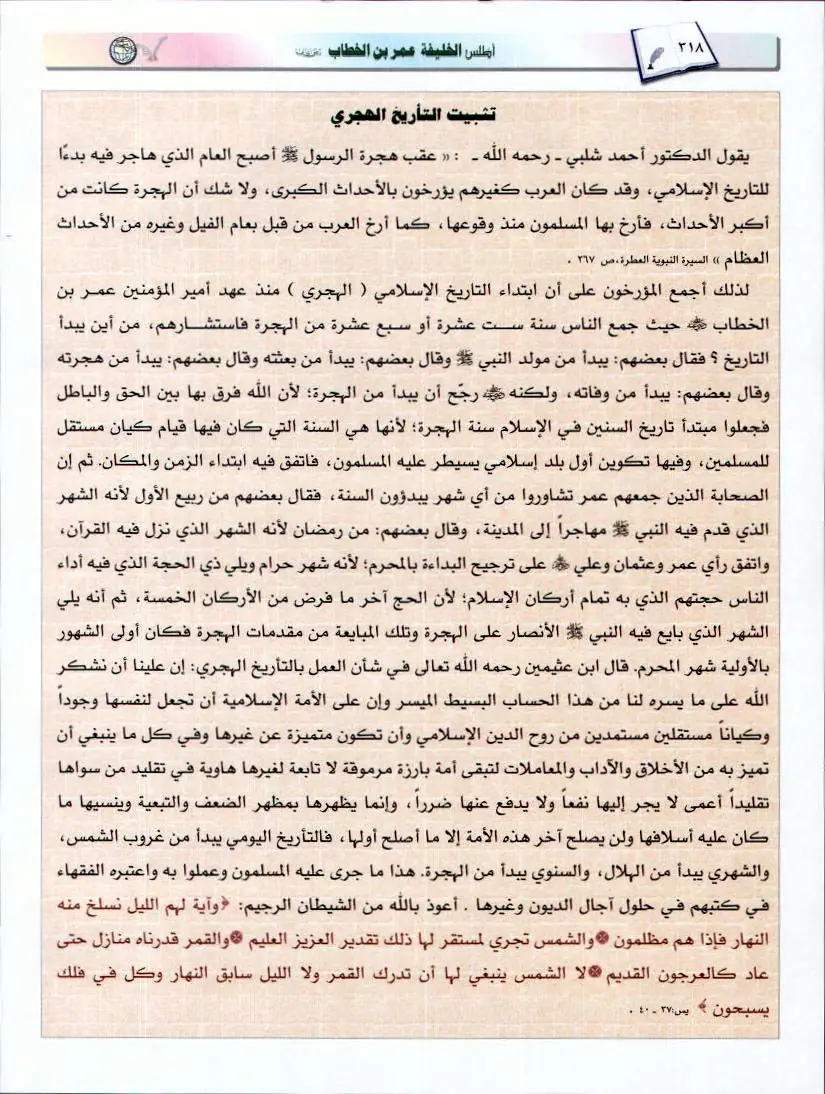 ٣١٨
أطلس الخليفة عمر بن الخطاب
تثبيت التأريخ الهجري
يقول الدكتور أحمد شلبي ـ رحمه الله ـ : « عقب هجرة الرسول ﷺ أصبح العام الذي هاجر فيه بدءًا
للتاريخ الإسلامي، وقد كان العرب كغيرهم يؤرخون بالأحداث الكبرى، ولا شك أن الهجرة كانت من
أكبر الأحداث، فأرخ بها المسلمون منذ وقوعها، كما أرخ العرب من قبل بعام الفيل وغيره من الأحداث
العظام » السيرة النبوية العطرة، ص ٣٦٧ .
لذلك أجمع المؤرخون على أن ابتداء التاريخ الإسلامي ( الهجري ) منذ عهد أمير المؤمنين عمر بن
الخطاب ﵁ حيث جمع الناس سنة ست عشرة أو سبع عشرة من الهجرة فاستشارهم، من أين يبدأ
التاريخ ؟ فقال بعضهم: يبدأ من مولد النبي ﷺ وقال بعضهم: يبدأ من بعثته وقال بعضهم: يبدأ من هجرته
وقال بعضهم: يبدأ من وفاته، ولكنه ﵁ رجّح أن يبدأ من الهجرة؛ لأن الله فرق بها بين الحق والباطل
فجعلوا مبتدأ تاريخ السنين في الإسلام سنة الهجرة؛ لأنها هي السنة التي كان فيها قيام كيان مستقل
للمسلمين، وفيها تكوين أول بلد إسلامي يسيطر عليه المسلمون، فاتفق فيه ابتداء الزمن والمكان. ثم إن
الصحابة الذين جمعهم عمر تشاوروا من أي شهر يبدؤون السنة، فقال بعضهم من ربيع الأول لأنه الشهر
الذي قدم فيه النبي ﷺ مهاجراً إلى المدينة، وقال بعضهم: من رمضان لأنه الشهر الذي نزل فيه القرآن،
واتفق رأي عمر وعثمان وعلي ﵃ على ترجيح البداءة بالمحرم؛ لأنه شهر حرام ويلي ذي الحجة الذي فيه أداء
الناس حجتهم الذي به تمام أركان الإسلام؛ لأن الحج آخر ما فرض من الأركان الخمسة، ثم أنه يلي
الشهر الذي بايع فيه النبي ﷺ الأنصار على الهجرة وتلك المبايعة من مقدمات الهجرة فكان أولى الشهور
بالأولية شهر المحرم. قال ابن عثيمين رحمه الله تعالى في شأن العمل بالتأريخ الهجري: إن علينا أن نشكر
الله على ما يسره لنا من هذا الحساب البسيط الميسر وإن على الأمة الإسلامية أن تجعل لنفسها وجوداً
وكياناً مستقلين مستمدين من روح الدين الإسلامي وأن تكون متميزة عن غيرها وفي كل ما ينبغي أن
تميز به من الأخلاق والآداب والمعاملات لتبقى أمة بارزة مرموقة لا تابعة لغيرها هاوية في تقليد من سواها
تقليداً أعمى لا يجر إليها نفعاً ولا يدفع عنها ضرراً، وإنما يظهرها بمظهر الضعف والتبعية وينسيها ما
كان عليه أسلافها ولن يصلح آخر هذه الأمة إلا ما أصلح أولها، فالتأريخ اليومي يبدأ من غروب الشمس،
والشهري يبدأ من الهلال، والسنوي يبدأ من الهجرة. هذا ما جرى عليه المسلمون وعملوا به واعتبره الفقهاء
في كتبهم في حلول آجال الديون وغيرها . أعوذ بالله من الشيطان الرجيم: ﴿وآية لهم الليل نسلخ منه
النهار فإذا هم مظلمون ۞ والشمس تجري لمستقر لها ذلك تقدير العزيز العليم ۞ والقمر قدرناه منازل حتى
عاد كالعرجون القديم ۞ لا الشمس ينبغي لها أن تدرك القمر ولا الليل سابق النهار وكل في فلك
يسبحون ﴾ يس: ٣٧ ـ ٤٠ .